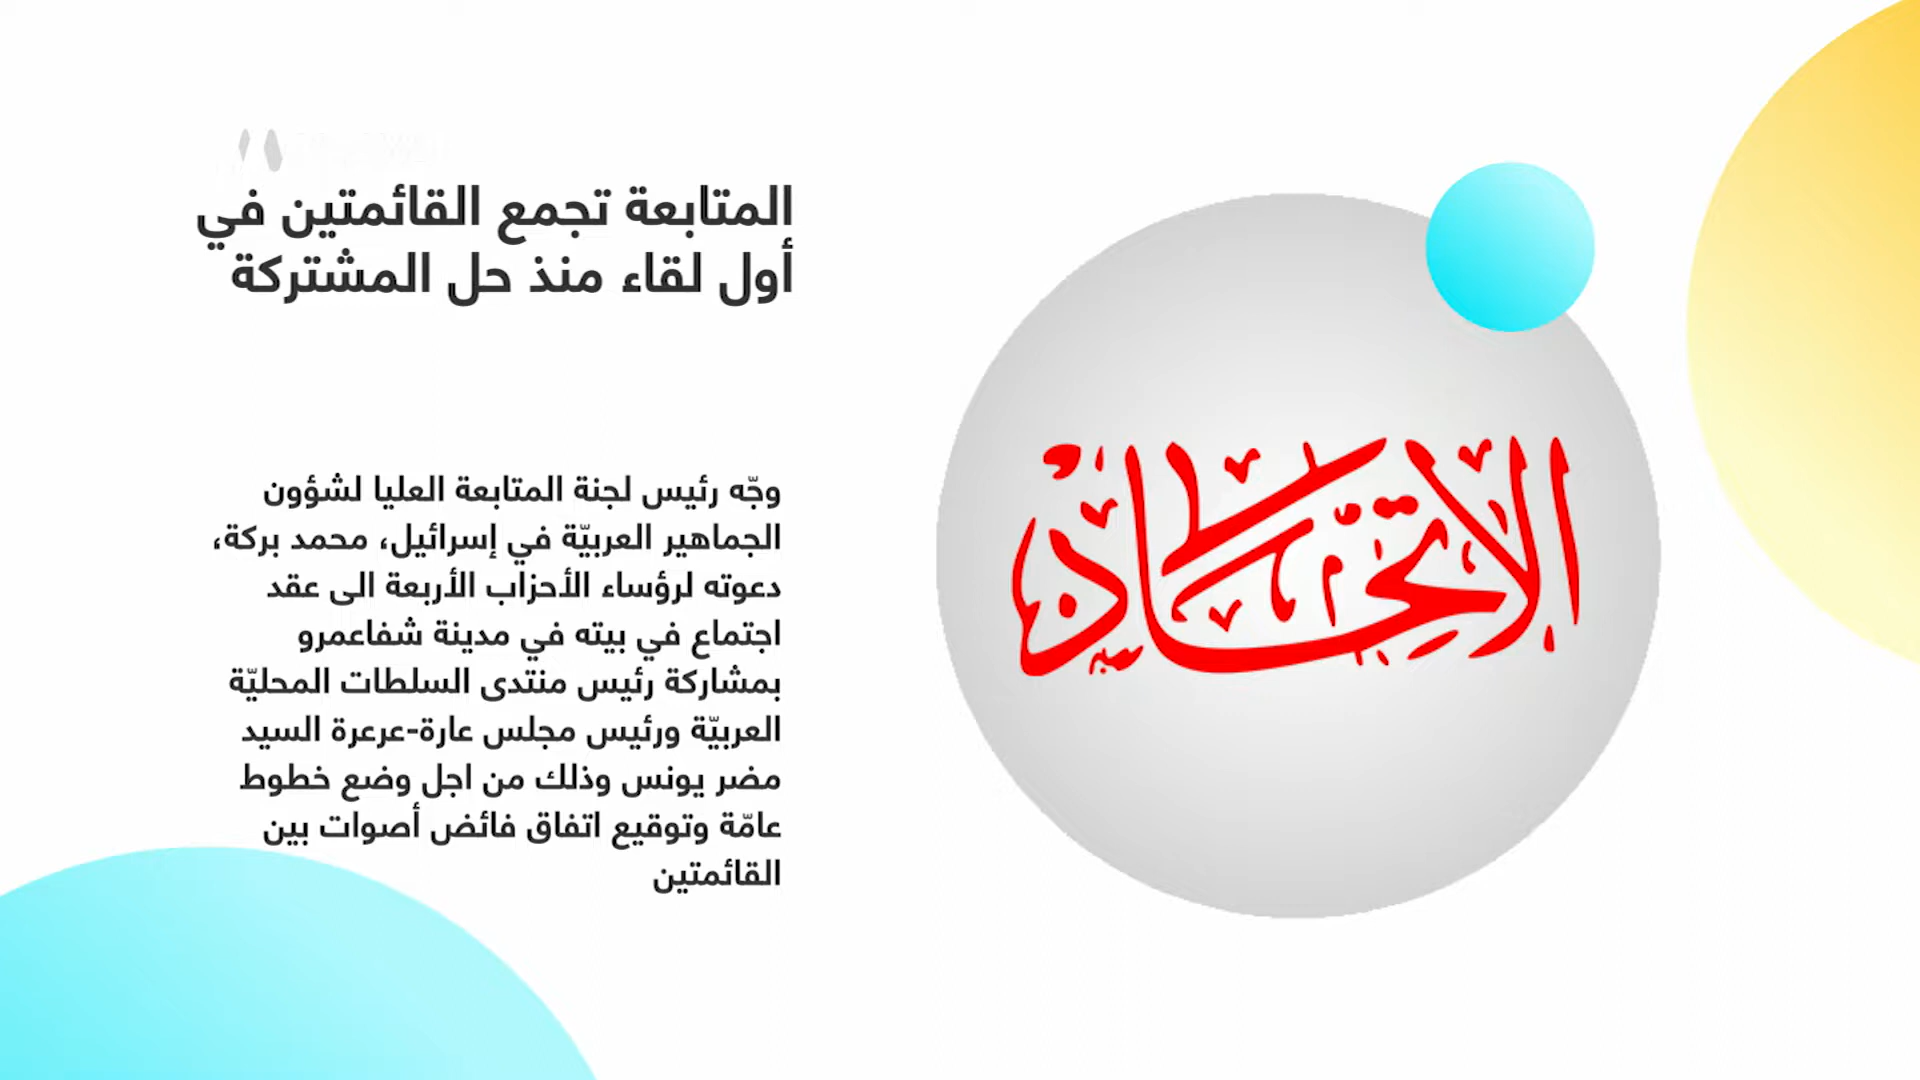 المتابعة تجمع القائمتين في
أول لقاء منذ حل المشتركة
وجّه رئيس لجنة المتابعة العليا لشؤون
الجماهير العربيّة في إسرائيل، محمد بركة،
دعوته لرؤساء الأحزاب الأربعة الى عقد
اجتماع في بيته في مدينة شفاعمرو
بمشاركة رئيس منتدى السلطات المحليّة
العربيّة ورئيس مجلس عارة-عرعرة السيد
مضر يونس وذلك من اجل وضع خطوط
عامّة وتوقيع اتفاق فائض أصوات بين
القائمتين
الاتحاد